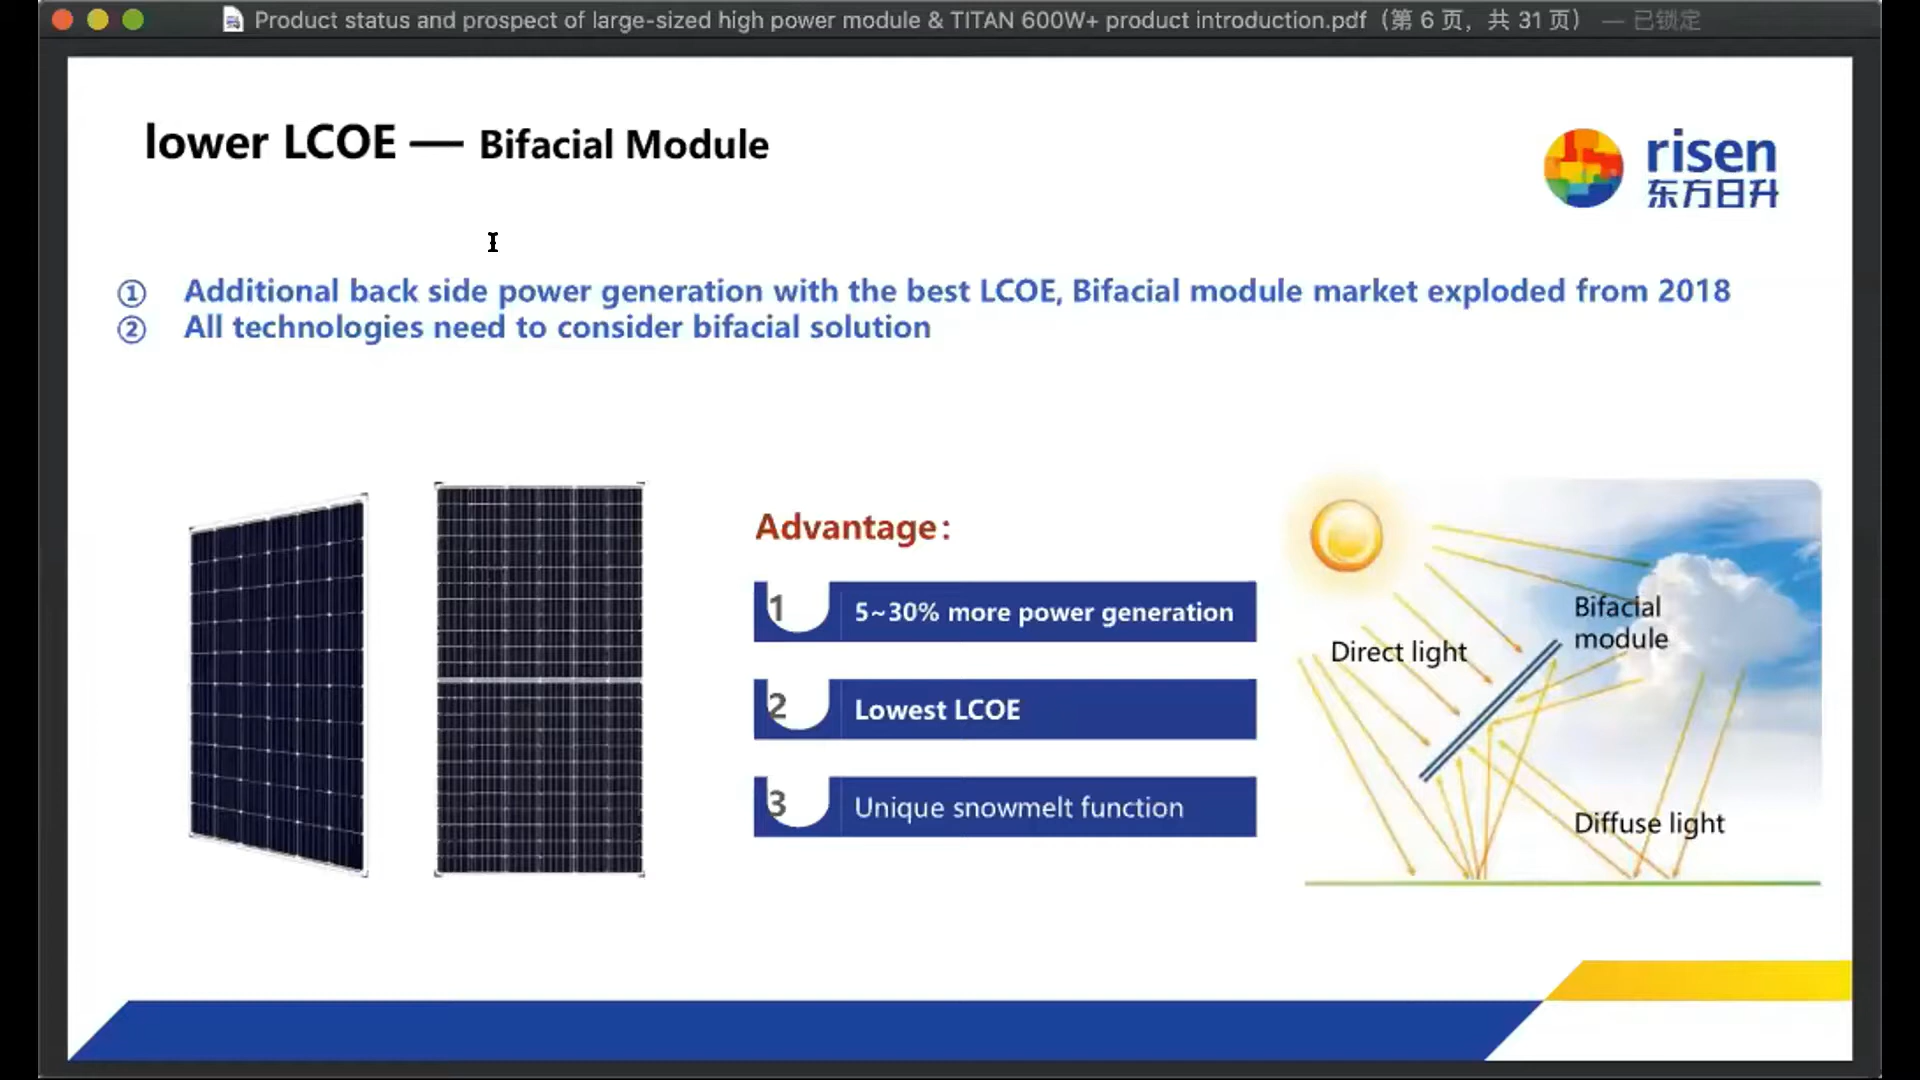 Product status and prospect of large-sized high power module & TITAN 600W+ product introduction.pdf（第 6 页，共 31 页） — 已锁定
lower LCOE — Bifacial Module
risen
东方日升
① Additional back side power generation with the best LCOE, Bifacial module market exploded from 2018
② All technologies need to consider bifacial solution
Advantage：
1 5~30% more power generation
2 Lowest LCOE
3 Unique snowmelt function
Bifacial
module
Direct light
Diffuse light